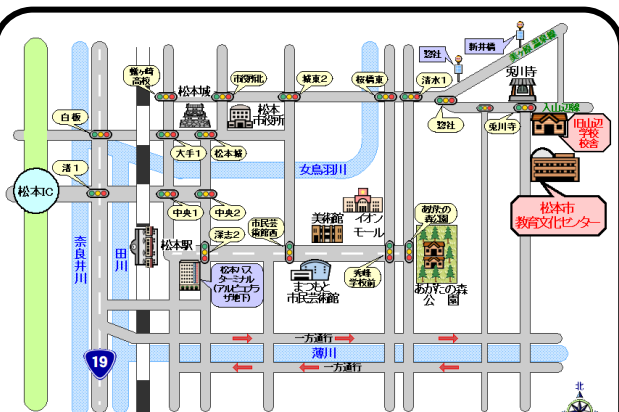 新井橋
惣社
美ヶ原温泉線
兎川寺
蟻ヶ崎
高校
松本城
市役所北
城東2
桜橋東
清水1
松本
市役所
惣社
兎川寺
入山辺線
旧山辺
学校
校舎
白板
大手1
松本城
女鳥羽川
渚1
松本IC
松本市
教育文化センター
中央1
中央2
美術館
イオン
モール
あがたの
森公園
奈良井川
田川
松本駅
深志2
市民芸
術館西
松本バス
ターミナル
(アルピコプラ
ザ地下)
まつもと
市民芸術館
秀峰
学校前
あがたの森
公園
一方通行
薄川
一方通行
19
北